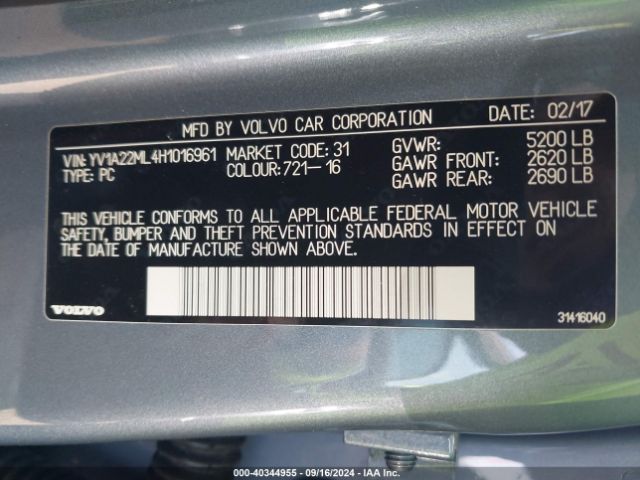 MFD BY VOLVO CAR CORPORATION DATE: 02/17
VIN: YV1A22ML4H1016961 MARKET CODE: 31 GVWR: 5200 LB
TYPE: PC COLOUR: 721-16 GAWR FRONT: 2620 LB
GAWR REAR: 2690 LB
THIS VEHICLE CONFORMS TO ALL APPLICABLE FEDERAL MOTOR VEHICLE
SAFETY, BUMPER AND THEFT PREVENTION STANDARDS IN EFFECT ON
THE DATE OF MANUFACTURE SHOWN ABOVE.
VOLVO 31416040
000-40344955 - 09/16/2024 - IAA Inc.